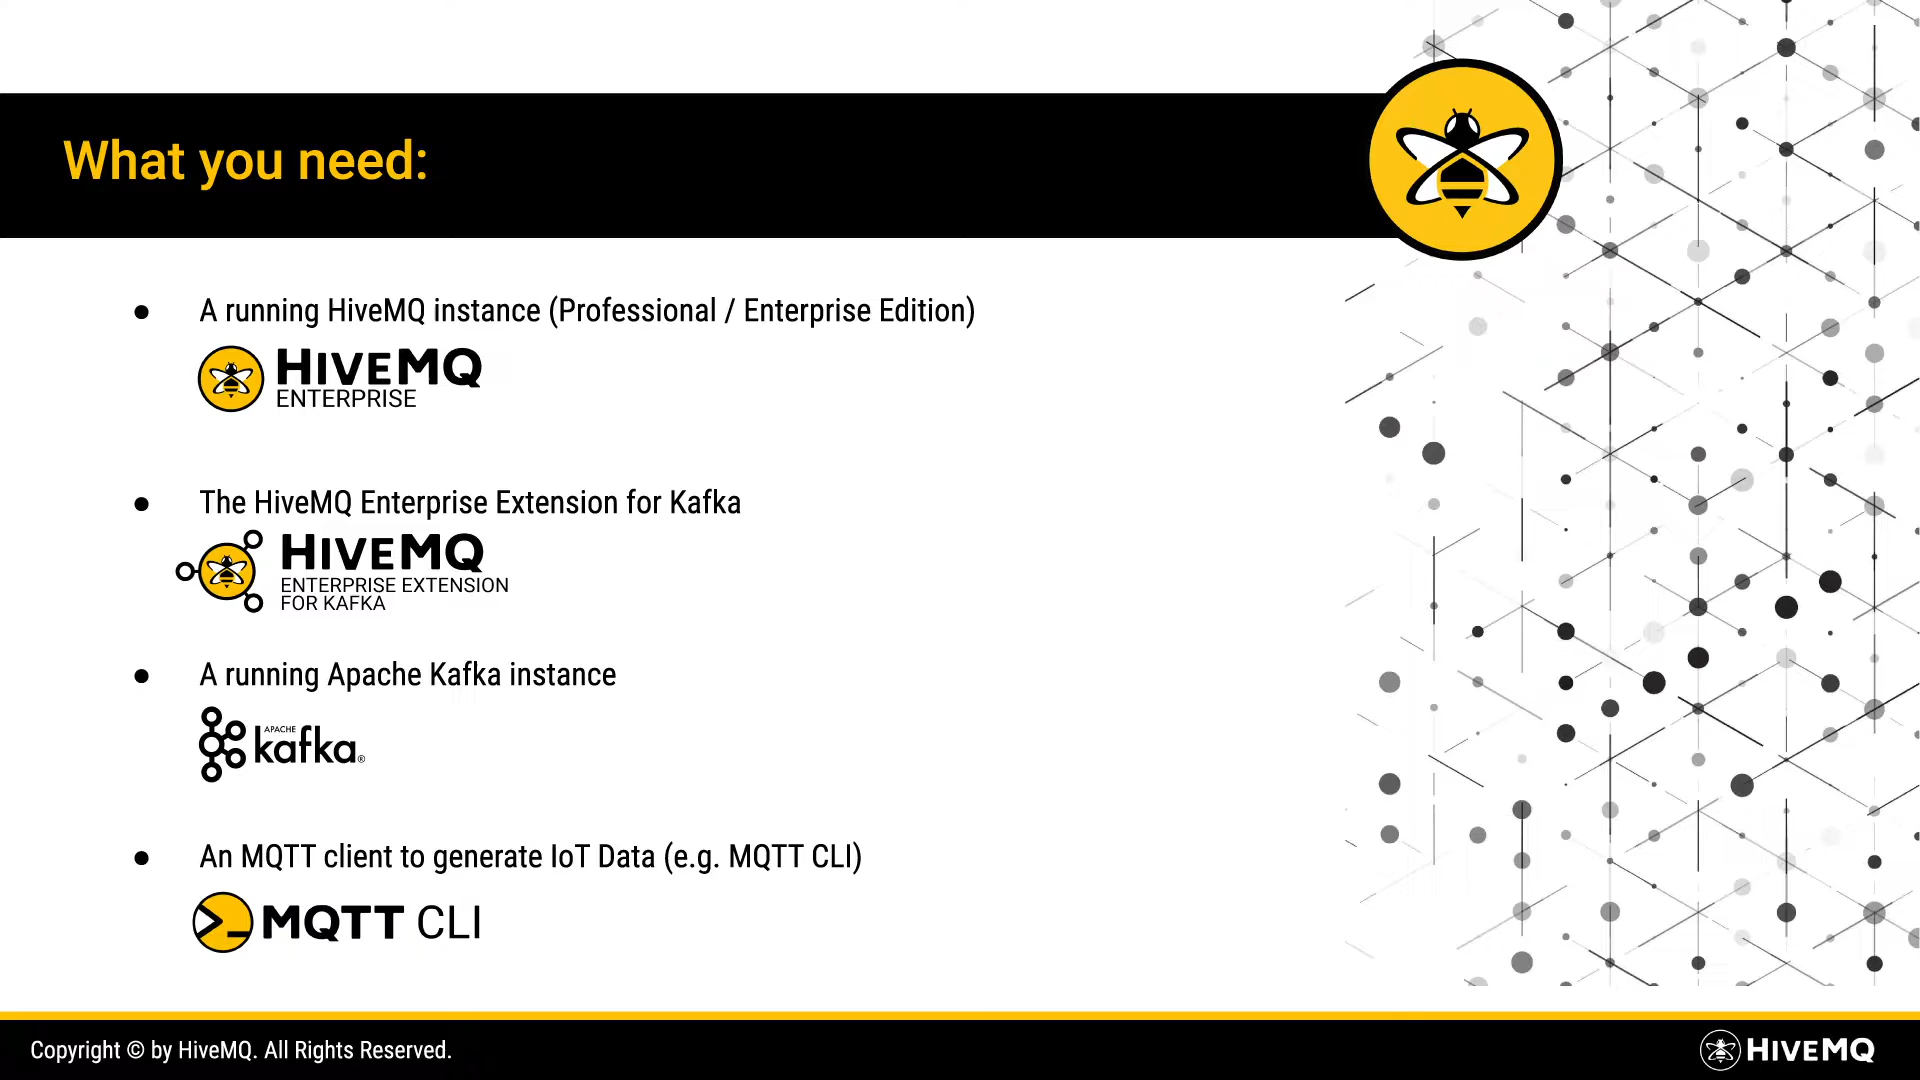 What you need:
● A running HiveMQ instance (Professional / Enterprise Edition)
HIVEMQ
ENTERPRISE
● The HiveMQ Enterprise Extension for Kafka
HIVEMQ
ENTERPRISE EXTENSION
FOR KAFKA
● A running Apache Kafka instance
APACHE
kafka®
● An MQTT client to generate IoT Data (e.g. MQTT CLI)
MQTT CLI
Copyright © by HiveMQ. All Rights Reserved.
HIVEMQ